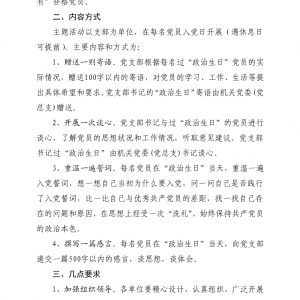 有”合格党员。
二、内容方式
主题活动以支部为单位，在每名党员入党日开展（遇休息日
可提前）。主要内容和方式为：
1、赠送一则寄语。党支部根据每名过“政治生日”党员的实
际情况，赠送100字以内的寄语，对党员的学习、工作、生活等提
出具体希望和要求。党支部书记的“政治生日”寄语由机关党委(党
总支)赠送。
2、开展一次谈心。党支部书记与过“政治生日”的党员进行
谈心，了解党员的思想状况和工作情况，听取意见建议。党支部
书记过“政治生日”由机关党委(党总支)书记谈心。
3、重温一遍誓词。每名党员在“政治生日”当天，重温一遍
入党誓词，想一想自己当初为什么要入党，问一问自己是否践行
了入党誓词，比一比与优秀共产党员的差距，找一找自己存
在的问题和原因，在思想上经受一次“洗礼”，始终保持共产党员
的政治本色。
4、撰写一篇感言。每名党员在“政治生日”当天，向党支部
递交一篇500字以内的感言，谈思想、谈体会。
三、几点要求
1、加强组织领导。各单位要精心设计，认真组织，广泛开展